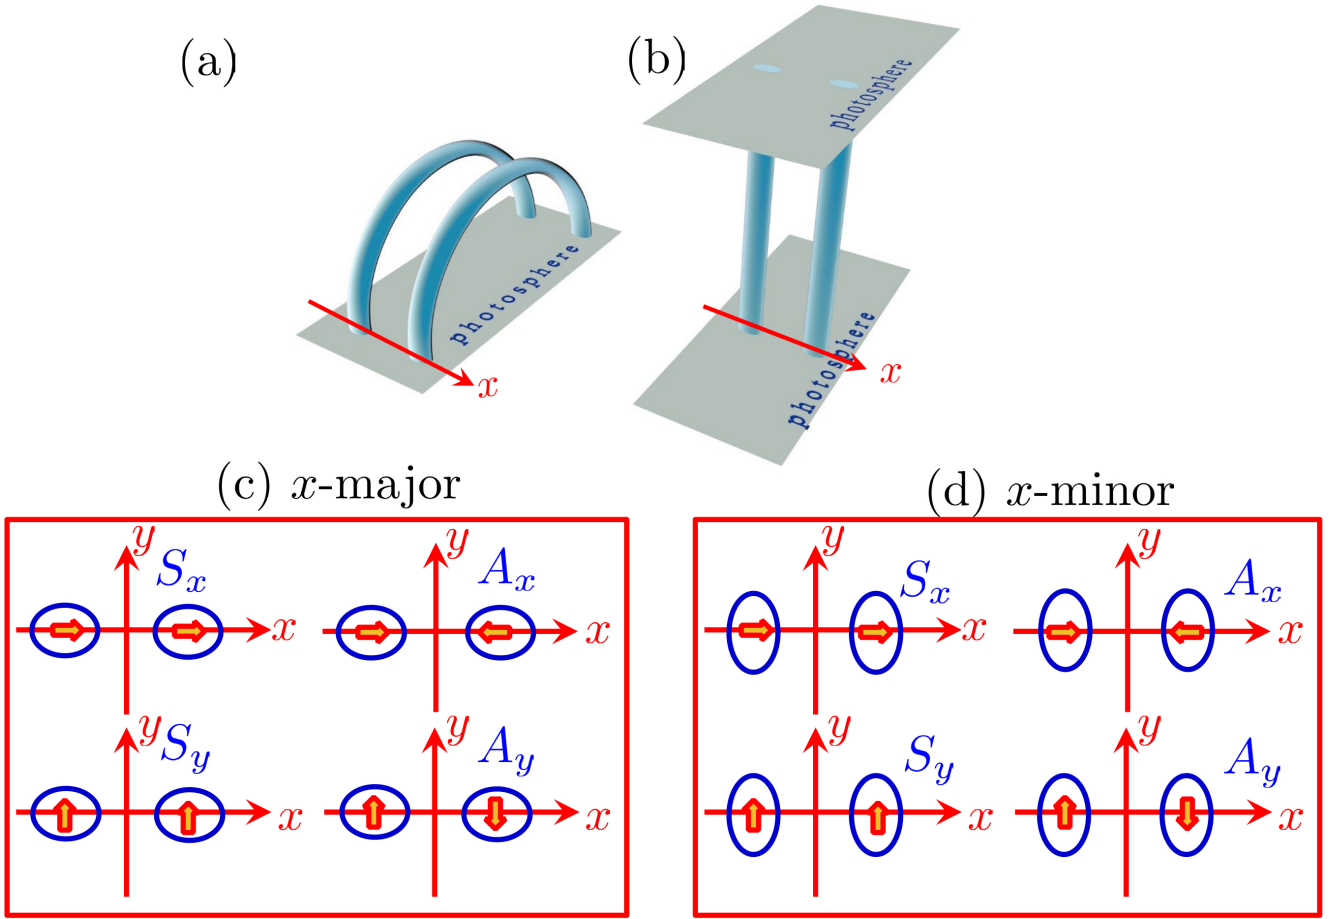 (a)
(b)
photosphere
photosphere
photosphere
x
x
(c) x-major
(d) x-minor
y
S_x
x
y
A_x
x
y
S_y
x
y
A_y
x
y
S_x
x
y
A_x
x
y
S_y
x
y
A_y
x